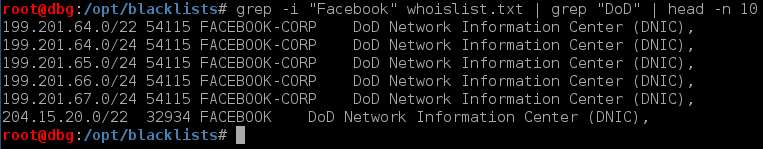 root@dbg:/opt/blacklists# grep -i "Facebook" whoislist.txt | grep "DoD" | head -n 10
199.201.64.0/22 54115 FACEBOOK-CORP    DoD Network Information Center (DNIC),
199.201.64.0/24 54115 FACEBOOK-CORP    DoD Network Information Center (DNIC),
199.201.65.0/24 54115 FACEBOOK-CORP    DoD Network Information Center (DNIC),
199.201.66.0/24 54115 FACEBOOK-CORP    DoD Network Information Center (DNIC),
199.201.67.0/24 54115 FACEBOOK-CORP    DoD Network Information Center (DNIC),
204.15.20.0/22  32934 FACEBOOK    DoD Network Information Center (DNIC),
root@dbg:/opt/blacklists#